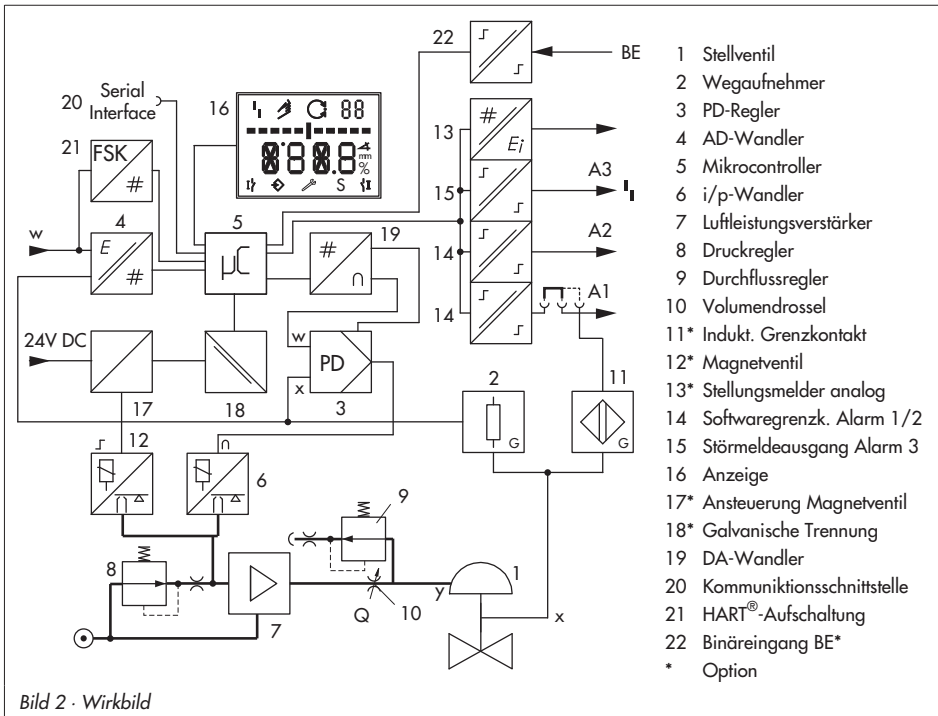 22
BE
Serial
20 Interface
16
88
8.8.8
mm
%
S
13
#
Ei
21
FSK
#
15
A3
w
4
E
#
5
µC
19
#
∩
14
A2
14
A1
24V DC
w
PD
x
3
2
G
11
G
17
18
12
∩
6
∩
∩
9
8
7
Q
10
y
1
x
1 Stellventil
2 Wegaufnehmer
3 PD-Regler
4 AD-Wandler
5 Mikrocontroller
6 i/p-Wandler
7 Luftleistungsverstärker
8 Druckregler
9 Durchflussregler
10 Volumendrossel
11* Indukt. Grenzkontakt
12* Magnetventil
13* Stellungsmelder analog
14 Softwaregrenzk. Alarm 1/2
15 Störmeldeausgang Alarm 3
16 Anzeige
17* Ansteuerung Magnetventil
18* Galvanische Trennung
19 DA-Wandler
20 Kommuniktionsschnittstelle
21 HART®-Aufschaltung
22 Binäreingang BE*
* Option
Bild 2 · Wirkbild